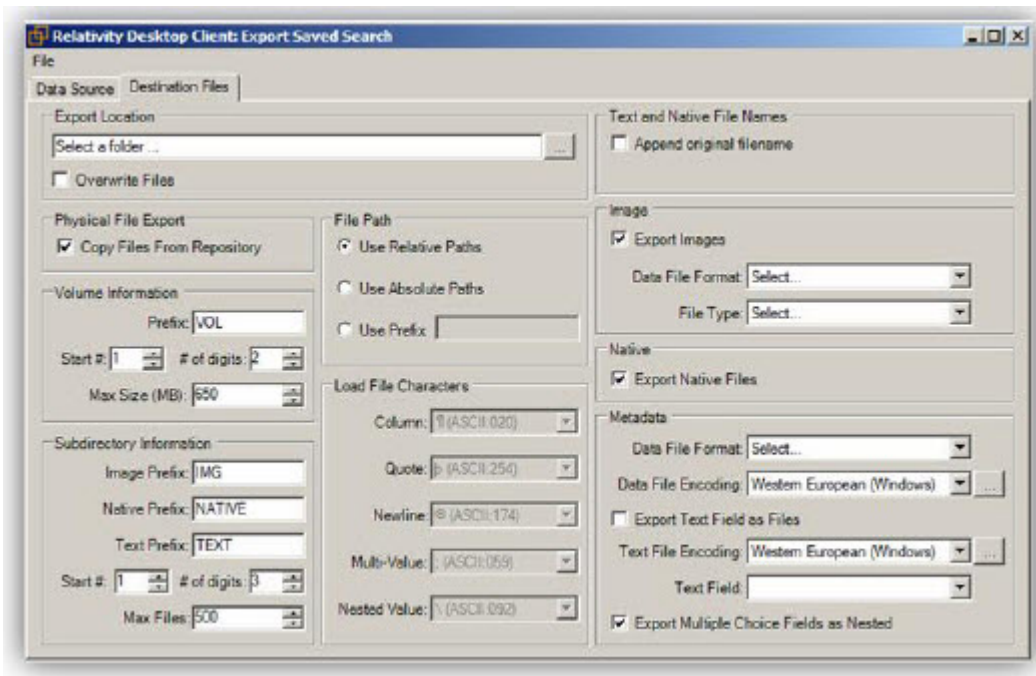 Relativity Desktop Client: Export Saved Search
File
Data Source
Destination Files
Export Location
Select a folder ...
...
Overwrite Files
Physical File Export
Copy Files From Repository
Volume Information
Prefix: VOL
Start #: 1
# of digits: 2
Max Size (MB): 650
Subdirectory Information
Image Prefix: IMG
Native Prefix: NATIVE
Text Prefix: TEXT
Start #: 1
# of digits: 3
Max Files: 500
File Path
Use Relative Paths
Use Absolute Paths
Use Prefix
Load File Characters
Column: ¶ (ASCII:020)
Quote: þ (ASCII:254)
Newline: ® (ASCII:174)
Multi-Value: ; (ASCII:059)
Nested Value: \ (ASCII:092)
Text and Native File Names
Append original filename
Image
Export Images
Data File Format: Select...
File Type: Select...
Native
Export Native Files
Metadata
Data File Format: Select...
Data File Encoding: Western European (Windows)
...
Export Text Field as Files
Text File Encoding: Western European (Windows)
...
Text Field:
Export Multiple Choice Fields as Nested